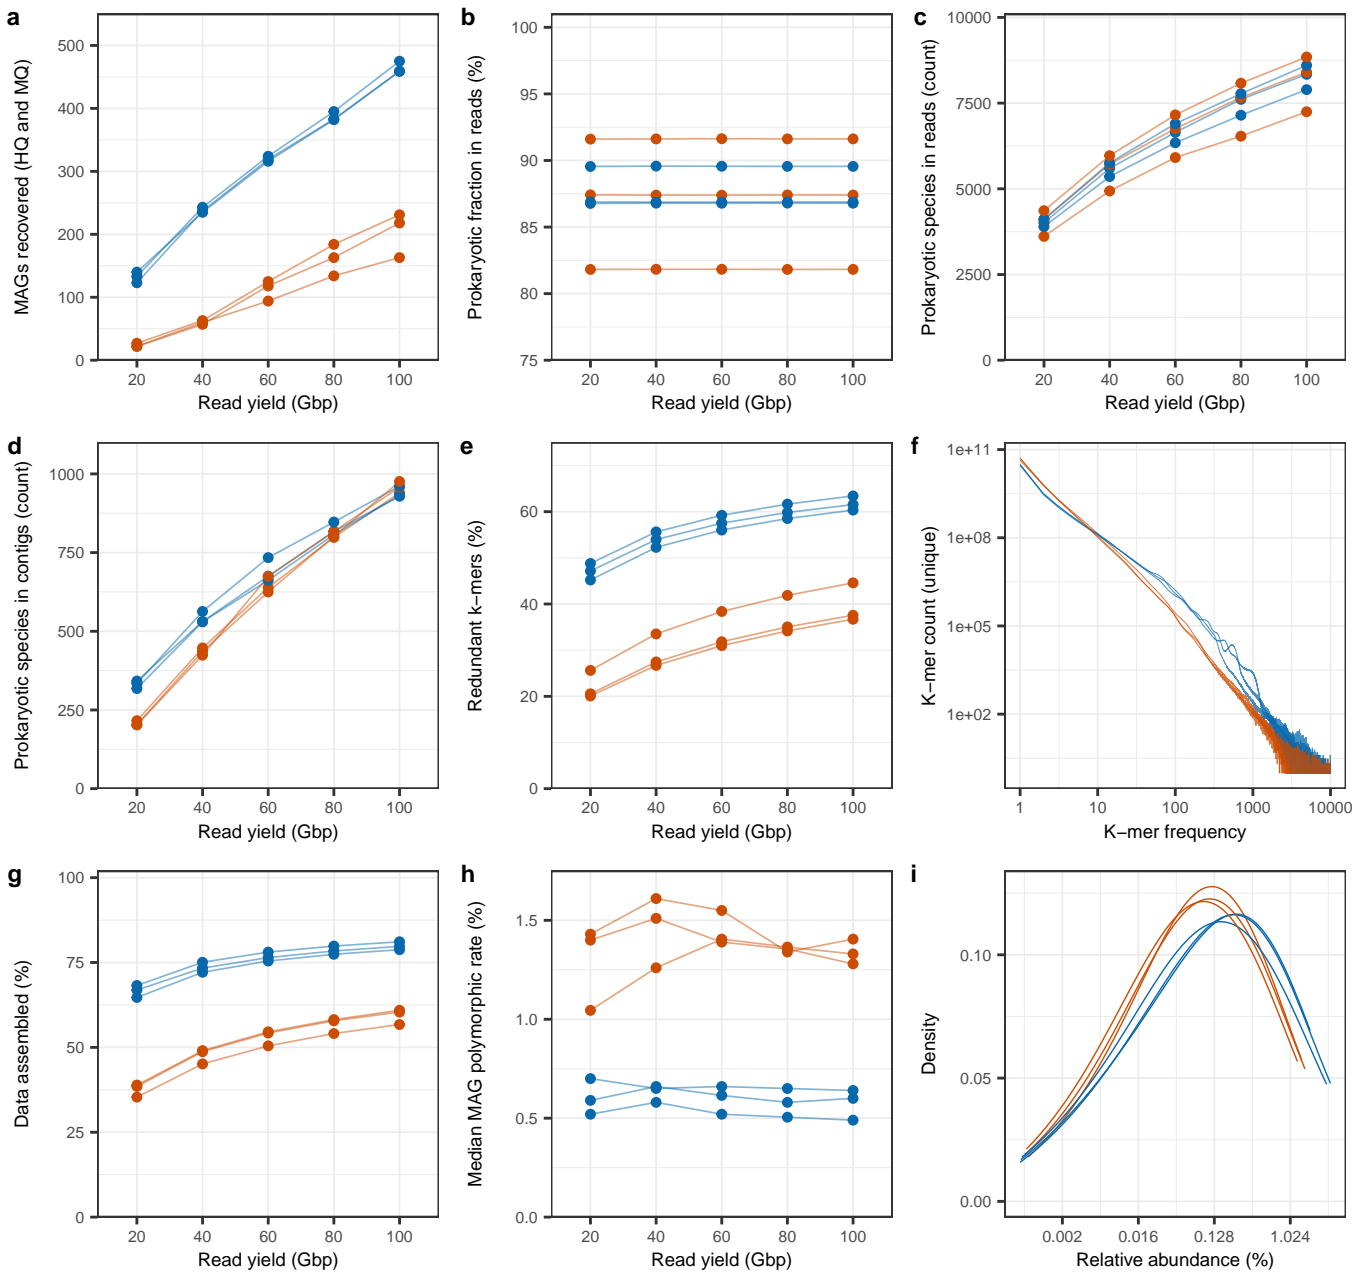 a
MAGs recovered (HQ and MQ)
500
400
300
200
100
0
20 40 60 80 100
Read yield (Gbp)
b
Prokaryotic fraction in reads (%)
100
95
90
85
80
75
20 40 60 80 100
Read yield (Gbp)
c
Prokaryotic species in reads (count)
10000
7500
5000
2500
0
20 40 60 80 100
Read yield (Gbp)
d
Prokaryotic species in contigs (count)
1000
750
500
250
0
20 40 60 80 100
Read yield (Gbp)
e
Redundant k−mers (%)
60
40
20
0
20 40 60 80 100
Read yield (Gbp)
f
K−mer count (unique)
1e+11
1e+08
1e+05
1e+02
1 10 100 1000 10000
K−mer frequency
g
Data assembled (%)
100
75
50
25
0
20 40 60 80 100
Read yield (Gbp)
h
Median MAG polymorphic rate (%)
1.5
1.0
0.5
0.0
20 40 60 80 100
Read yield (Gbp)
i
Density
0.10
0.05
0.00
0.002 0.016 0.128 1.024
Relative abundance (%)